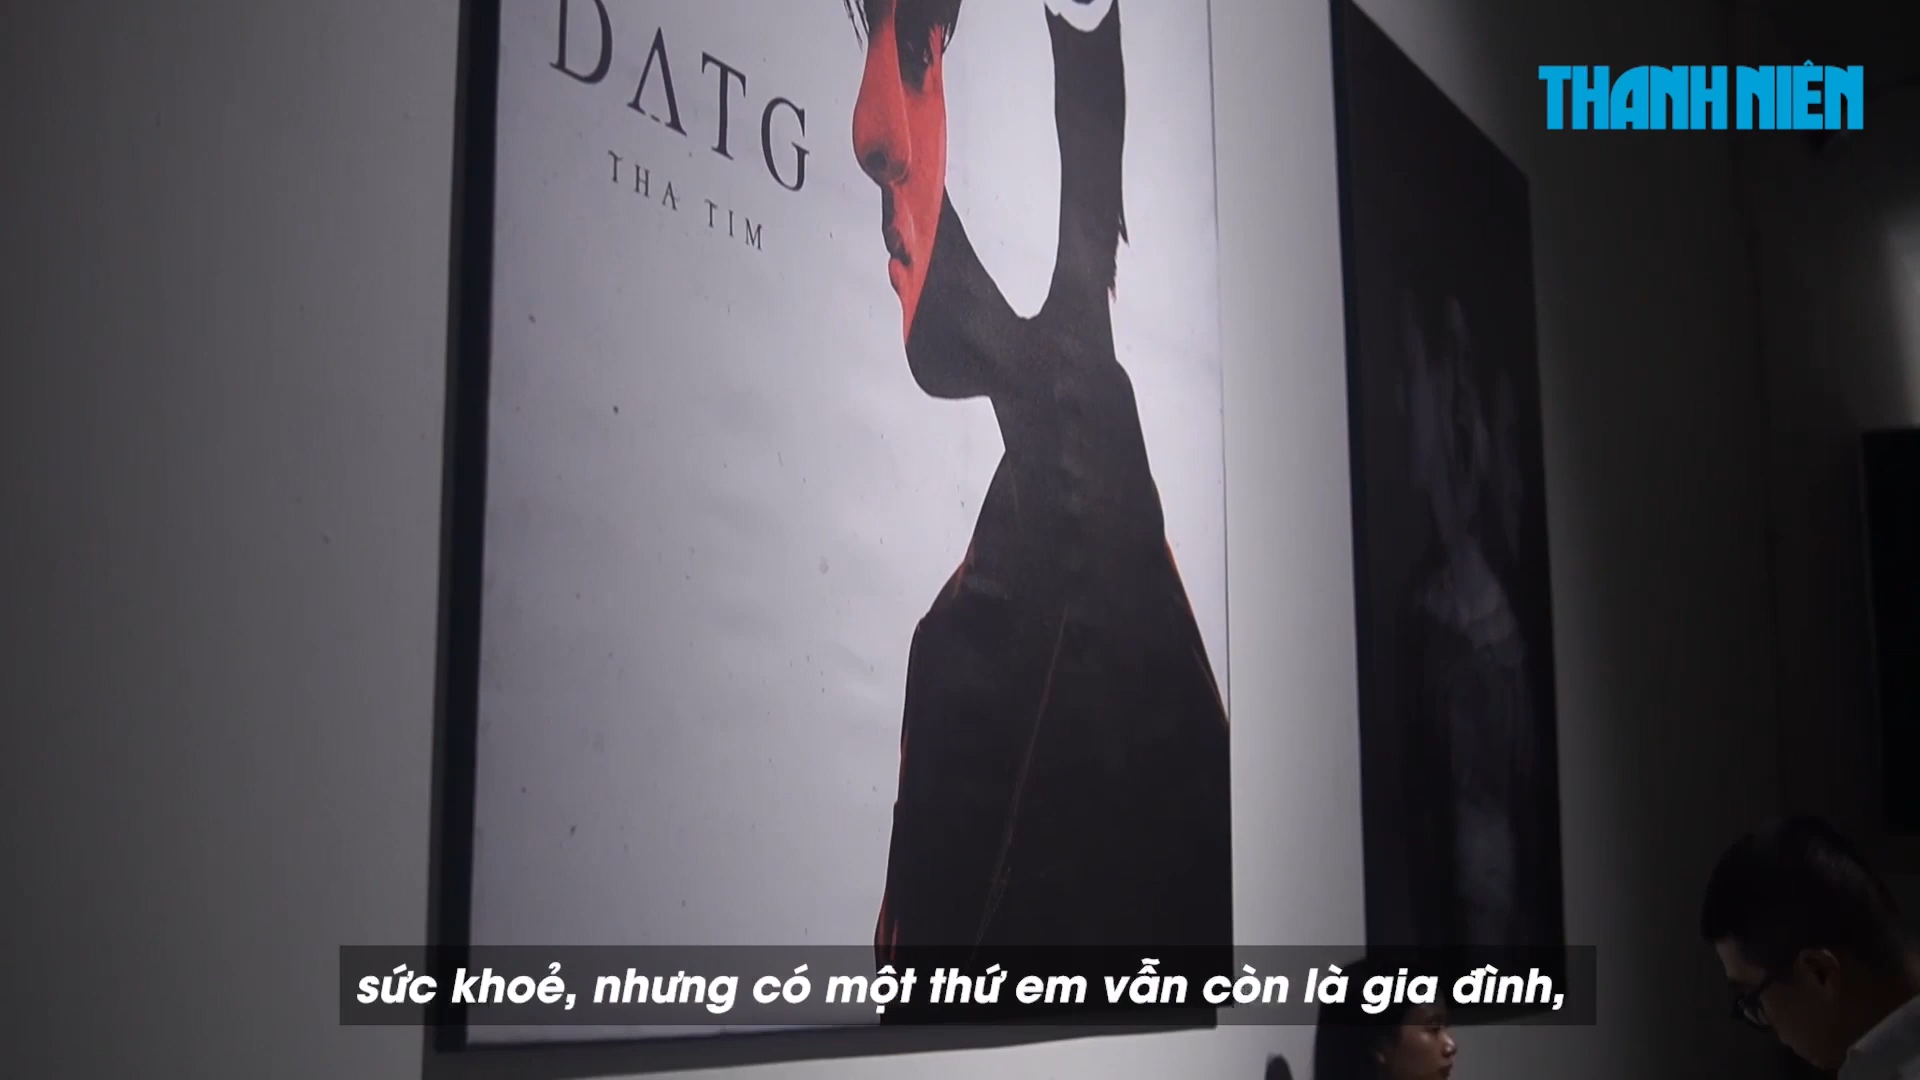 DATG
THA TIM
THANH NIÊN
sức khoẻ, nhưng có một thứ em vẫn còn là gia đình,